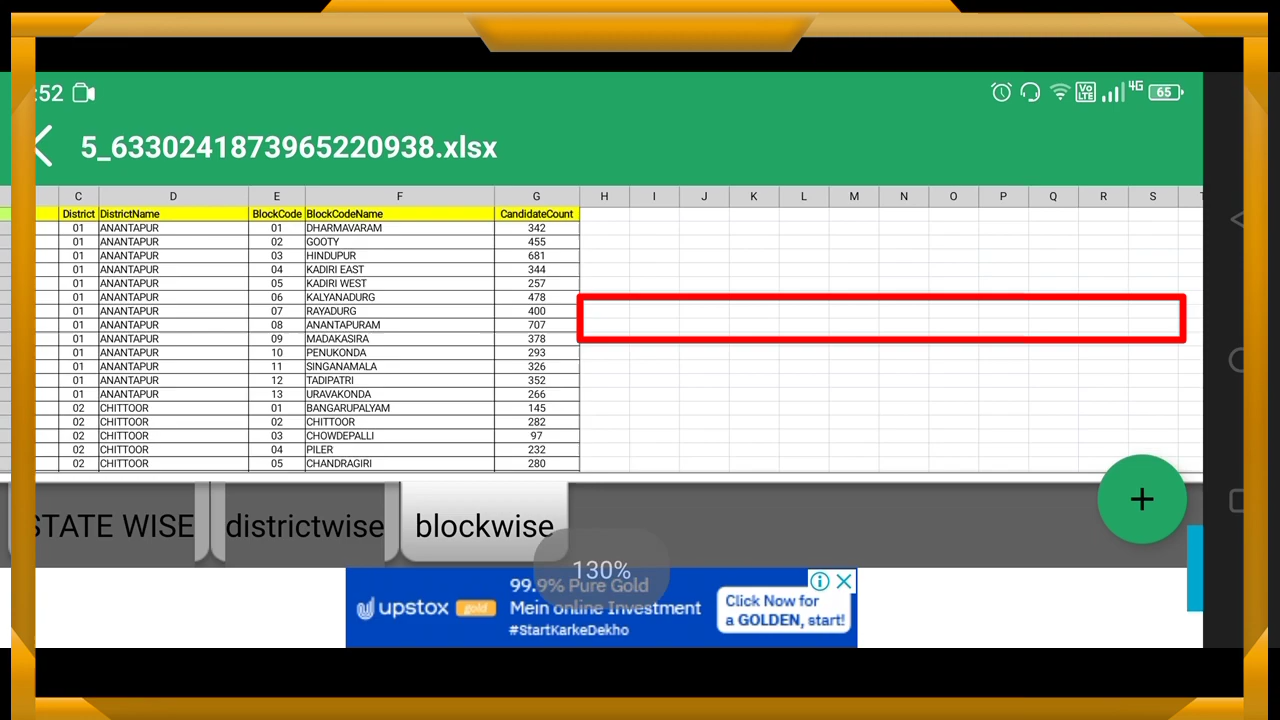 :52 VoLTE 4G 65
5_6330241873965220938.xlsx
C D E F G H I J K L M N O P Q R S
District DistrictName BlockCode BlockCodeName CandidateCount
01 ANANTAPUR 01 DHARMAVARAM 342
01 ANANTAPUR 02 GOOTY 455
01 ANANTAPUR 03 HINDUPUR 681
01 ANANTAPUR 04 KADIRI EAST 344
01 ANANTAPUR 05 KADIRI WEST 257
01 ANANTAPUR 06 KALYANADURG 478
01 ANANTAPUR 07 RAYADURG 400
01 ANANTAPUR 08 ANANTAPURAM 707
01 ANANTAPUR 09 MADAKASIRA 378
01 ANANTAPUR 10 PENUKONDA 293
01 ANANTAPUR 11 SINGANAMALA 326
01 ANANTAPUR 12 TADIPATRI 352
01 ANANTAPUR 13 URAVAKONDA 266
02 CHITTOOR 01 BANGARUPALYAM 145
02 CHITTOOR 02 CHITTOOR 282
02 CHITTOOR 03 CHOWDEPALLI 97
02 CHITTOOR 04 PILER 232
02 CHITTOOR 05 CHANDRAGIRI 280
STATE WISE districtwise blockwise
+
130%
upstox gold
99.9% Pure Gold
Mein online Investment
#StartKarkeDekho
Click Now for
a GOLDEN, start!